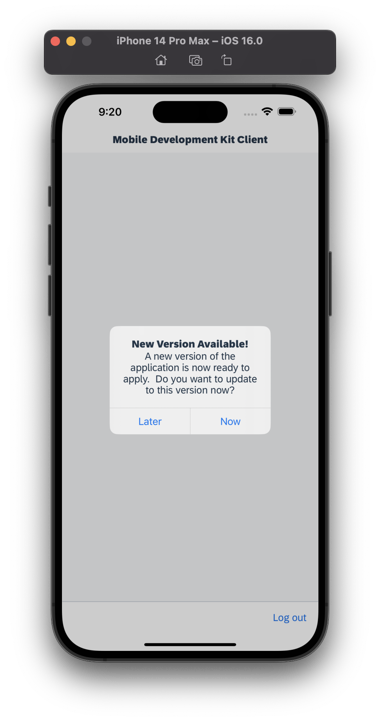 iPhone 14 Pro Max – iOS 16.0
9:20
Mobile Development Kit Client
New Version Available!
A new version of the
application is now ready to
apply.  Do you want to update
to this version now?
Later
Now
Log out